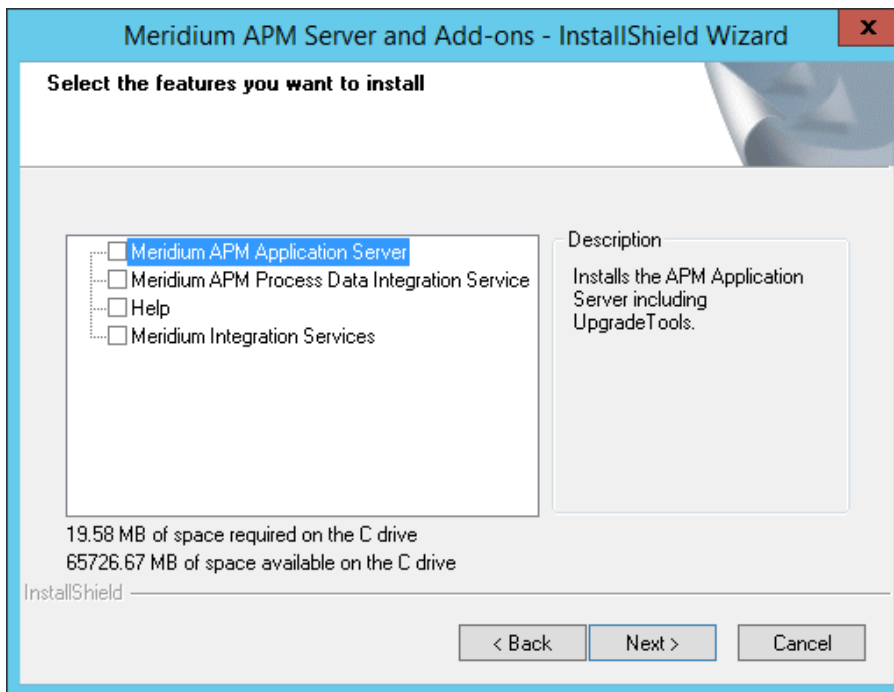 Meridium APM Server and Add-ons - InstallShield Wizard
x
Select the features you want to install
Meridium APM Application Server
Meridium APM Process Data Integration Service
Help
Meridium Integration Services
Description
Installs the APM Application
Server including
UpgradeTools.
19.58 MB of space required on the C drive
65726.67 MB of space available on the C drive
InstallShield
< Back
Next >
Cancel